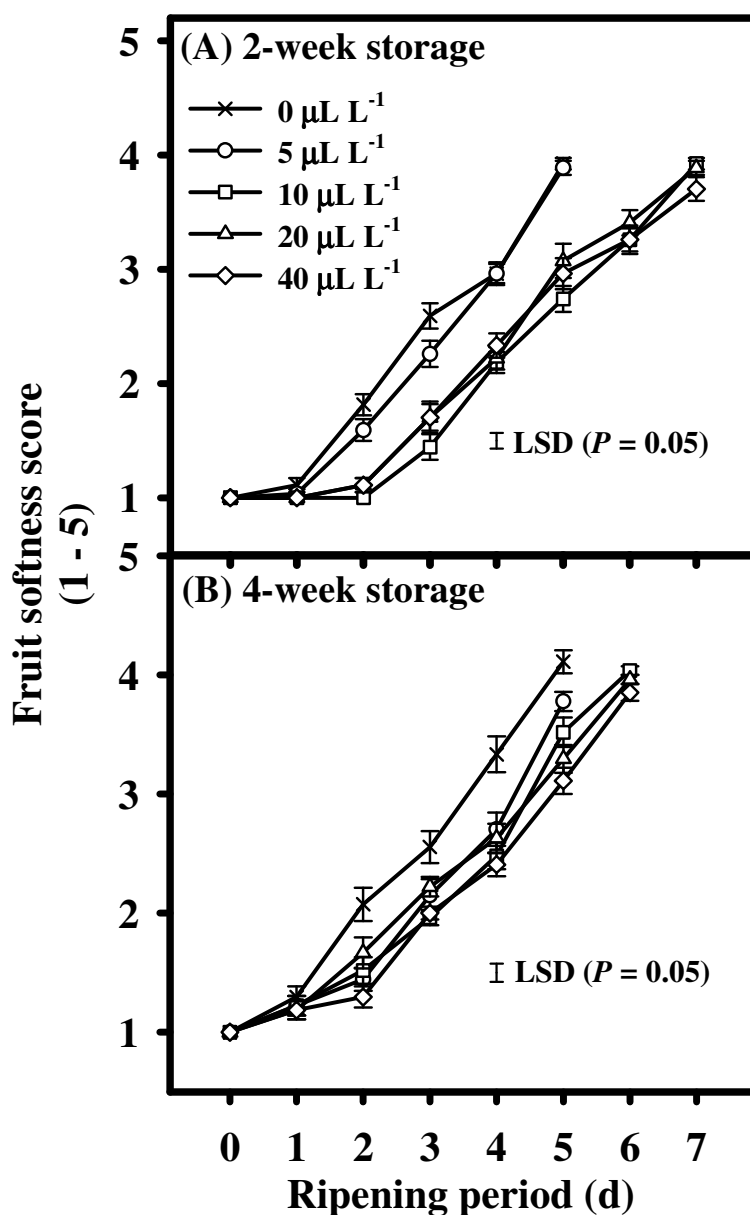 5
(A) 2-week storage
0 μL L⁻¹
5 μL L⁻¹
4
10 μL L⁻¹
20 μL L⁻¹
40 μL L⁻¹
3
2
LSD (P = 0.05)
1
Fruit softness score
(1 - 5)
5
(B) 4-week storage
4
3
2
LSD (P = 0.05)
1
0 1 2 3 4 5 6 7
Ripening period (d)